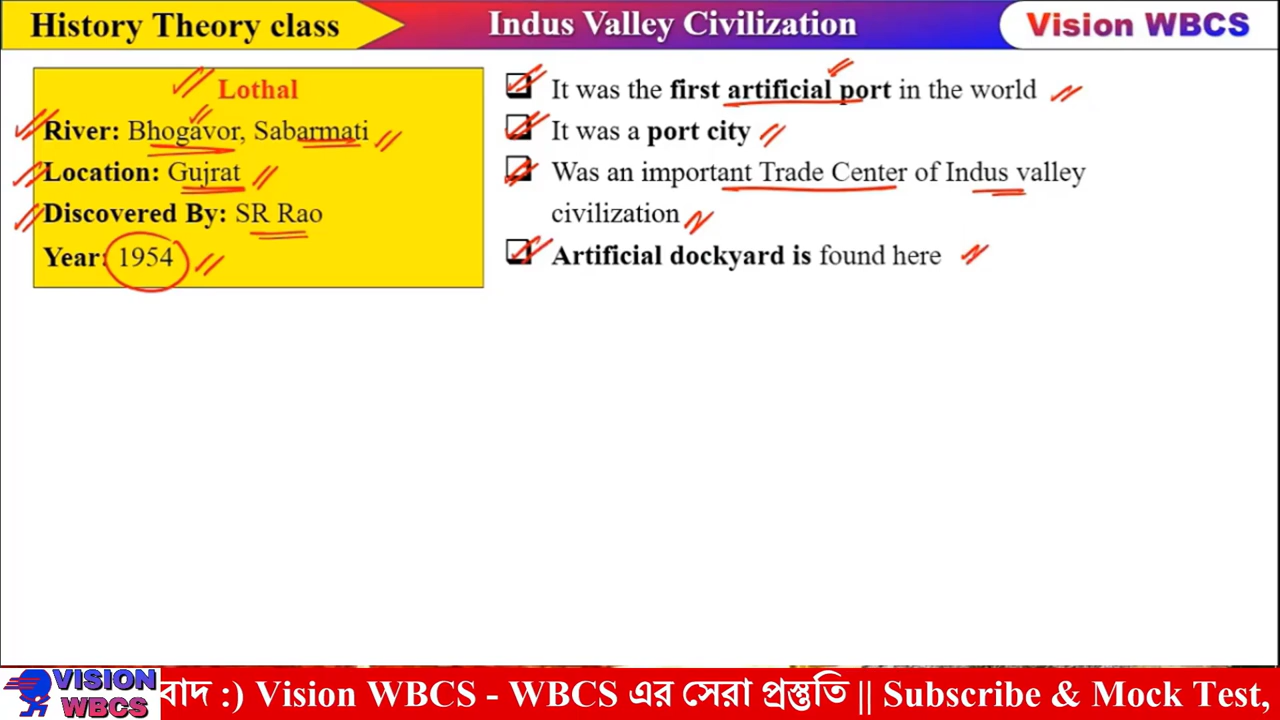 History Theory class
Indus Valley Civilization
Vision WBCS
Lothal
River: Bhogavor, Sabarmati
Location: Gujrat
Discovered By: SR Rao
Year: 1954
It was the first artificial port in the world
It was a port city
Was an important Trade Center of Indus valley
civilization
Artificial dockyard is found here
VISION
WBCS
বাদ :) Vision WBCS - WBCS এর সেরা প্রস্তুতি || Subscribe & Mock Test,